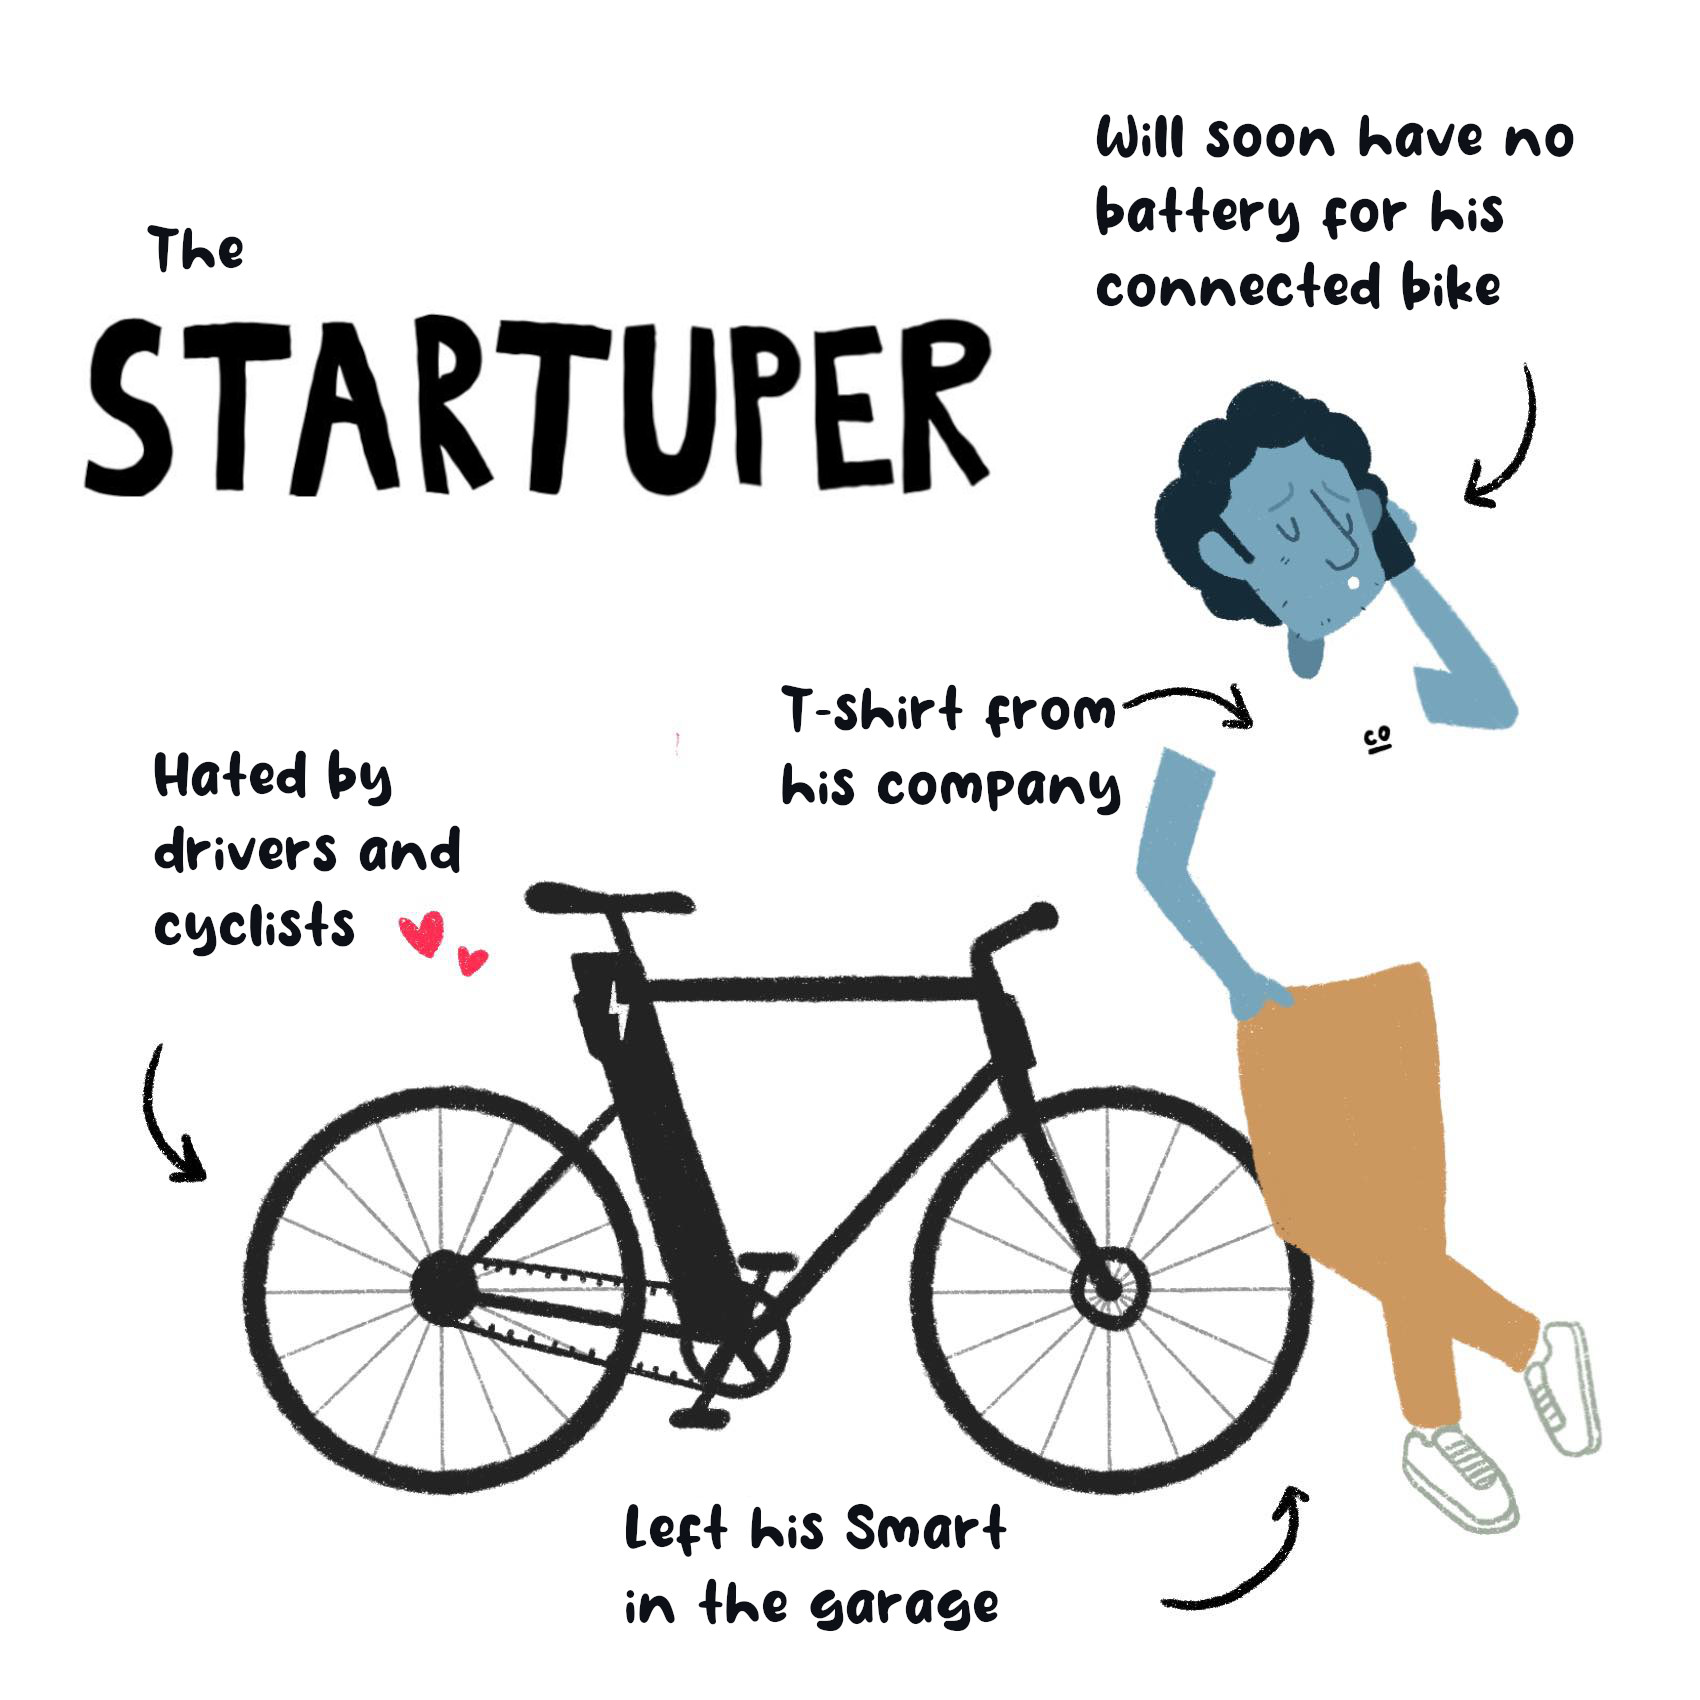 The
STARTUPER
Will soon have no
battery for his
connected bike
T-shirt from
his company
co
Hated by
drivers and
cyclists
Left his Smart
in the garage